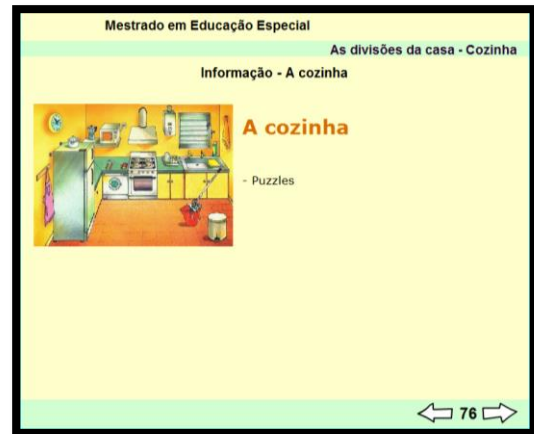 Mestrado em Educação Especial
As divisões da casa - Cozinha
Informação - A cozinha
A cozinha
- Puzzles
76